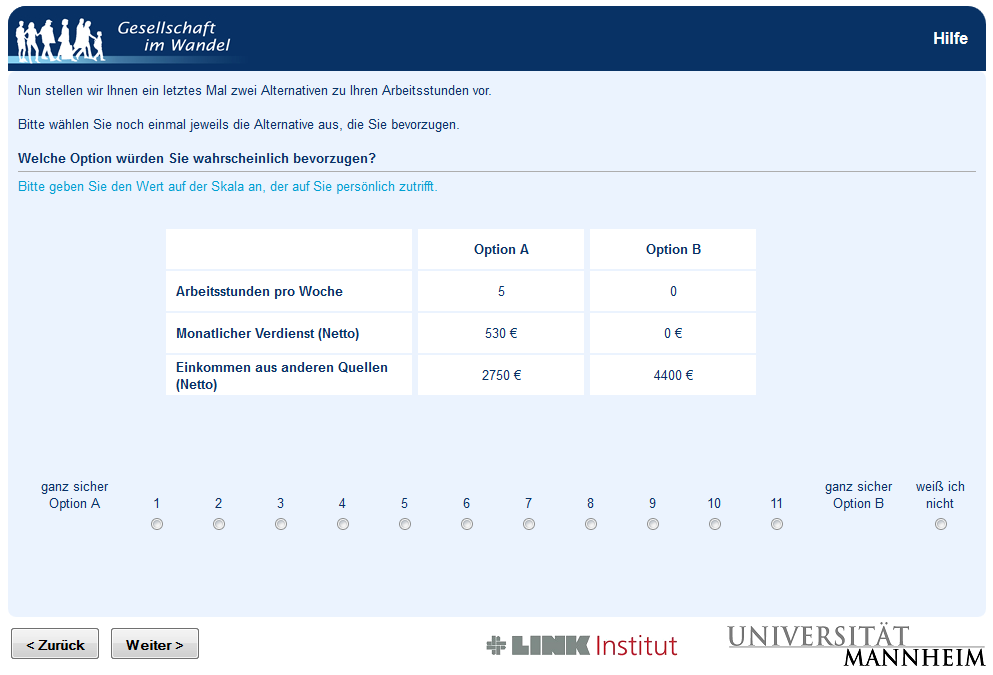 Gesellschaft
im Wandel
Hilfe
Nun stellen wir Ihnen ein letztes Mal zwei Alternativen zu Ihren Arbeitsstunden vor.
Bitte wählen Sie noch einmal jeweils die Alternative aus, die Sie bevorzugen.
Welche Option würden Sie wahrscheinlich bevorzugen?
Bitte geben Sie den Wert auf der Skala an, der auf Sie persönlich zutrifft.
Option A Option B
Arbeitsstunden pro Woche 5 0
Monatlicher Verdienst (Netto) 530 € 0 €
Einkommen aus anderen Quellen
(Netto) 2750 € 4400 €
ganz sicher ganz sicher weiß ich
Option A 1 2 3 4 5 6 7 8 9 10 11 Option B nicht
< Zurück Weiter >
LINK Institut
UNIVERSITÄT
MANNHEIM